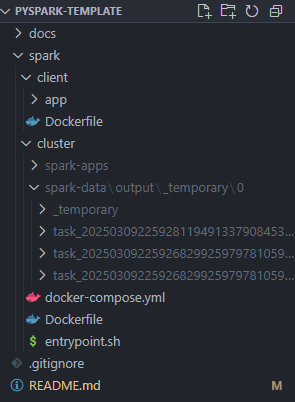 PYSPARK-TEMPLATE
docs
spark
client
app
Dockerfile
cluster
spark-apps
spark-data\output\_temporary\0
_temporary
task_20250309225928119491337908453...
task_20250309225926829925979781059...
task_20250309225926829925979781059...
docker-compose.yml
Dockerfile
$ entrypoint.sh
.gitignore
README.md M